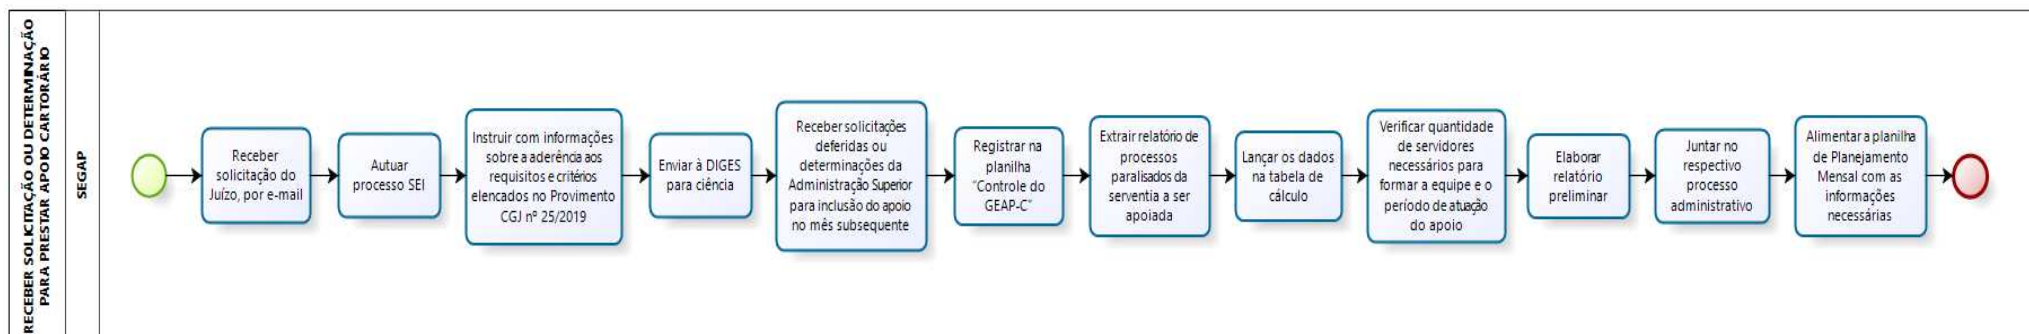 RECEBER SOLICITAÇÃO OU DETERMINAÇÃO
PARA PRESTAR APOIO CARTORÁRIO
SEGAP
Receber
solicitação do
Juízo, por e-mail
Autuar
processo SEI
Instruir com informações
sobre a aderência aos
requisitos e critérios
elencados no Provimento
CGJ nº 25/2019
Enviar à DIGES
para ciência
Receber solicitações
deferidas ou
determinações da
Administração Superior
para inclusão do apoio
no mês subsequente
Registrar na
planilha
"Controle do
GEAP-C"
Extrair relatório de
processos
paralisados da
serventia a ser
apoiada
Lançar os dados
na tabela de
cálculo
Verificar quantidade
de servidores
necessários para
formar a equipe e o
período de atuação
do apoio
Elaborar
relatório
preliminar
Juntar no
respectivo
processo
administrativo
Alimentar a planilha
de Planejamento
Mensal com as
informações
necessárias